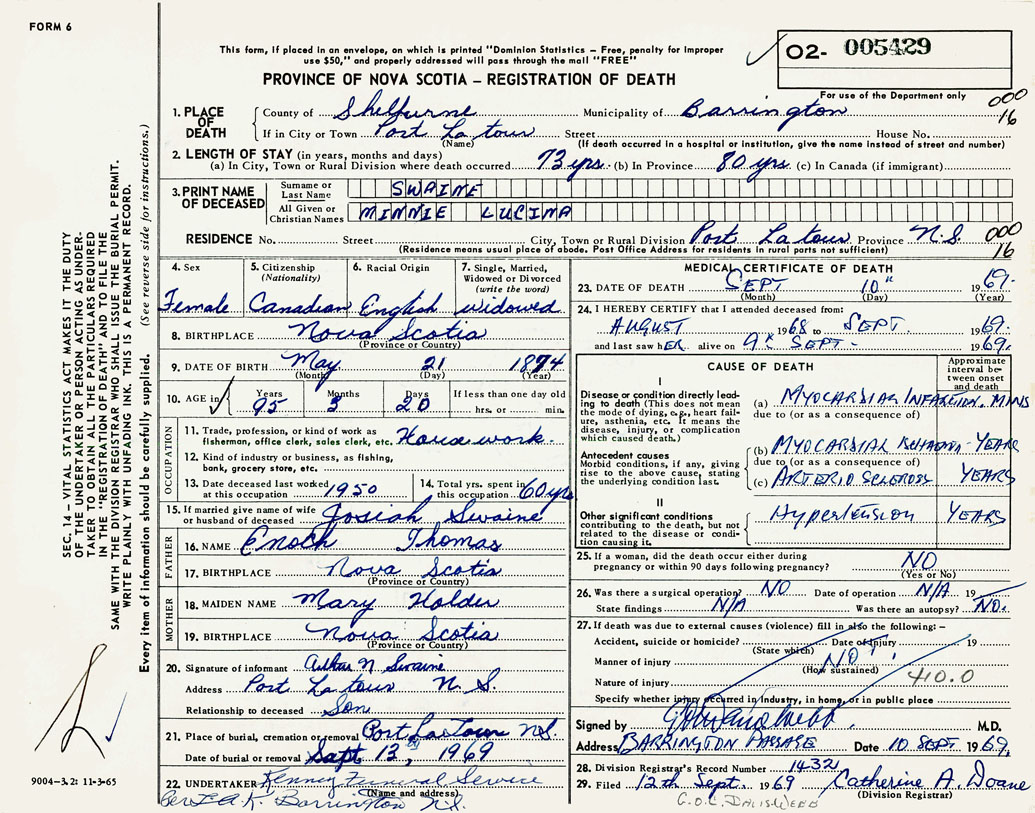 FORM 6
This form, if placed in an envelope, on which is printed "Dominion Statistics — Free, penalty for improper
use $50," and properly addressed will pass through the mail "FREE"
O2- 005429
PROVINCE OF NOVA SCOTIA — REGISTRATION OF DEATH
For use of the Department only
000
16
1. PLACE OF DEATH County of Shelburne Municipality of Barrington
If in City or Town Port La tour Street House No.
(Name) (If death occurred in a hospital or institution, give the name instead of street and number)
2. LENGTH OF STAY (in years, months and days)
(a) In City, Town or Rural Division where death occurred 73 yrs. (b) In Province 80 yrs (c) In Canada (if immigrant)
3. PRINT NAME OF DECEASED Surname or Last Name SWAINE
All Given or Christian Names MINNIE LUCINA
RESIDENCE No. Street City, Town or Rural Division Port La tour Province N.S. 000
(Residence means usual place of abode. Post Office Address for residents in rural parts not sufficient) 16
4. Sex 5. Citizenship (Nationality) 6. Racial Origin 7. Single, Married, Widowed or Divorced (write the word)
Female Canadian English widowed
8. BIRTHPLACE Nova Scotia
(Province or Country)
9. DATE OF BIRTH May 21 1874
(Month) (Day) (Year)
10. AGE in Years Months Days If less than one day old
95 3 20 hrs. or min.
OCCUPATION
11. Trade, profession, or kind of work as
fisherman, office clerk, sales clerk, etc. House work.
12. Kind of industry or business, as fishing,
bank, grocery store, etc.
13. Date deceased last worked at this occupation 1950 14. Total yrs. spent in this occupation 60 yrs
15. If married give name of wife
or husband of deceased Josiah Swaine
FATHER
16. NAME Enoch Thomas
17. BIRTHPLACE Nova Scotia
(Province or Country)
MOTHER
18. MAIDEN NAME Mary Holden
19. BIRTHPLACE Nova Scotia
(Province or Country)
20. Signature of informant Arthur N. Swaine
Address Port La tour N.S.
Relationship to deceased Son
21. Place of burial, cremation or removal Port La Tour N.S.
Date of burial or removal Sept 13, 1969
22. UNDERTAKER Kenney Funeral Service
(Name and address)
Per A.K. Barrington N.S.
MEDICAL CERTIFICATE OF DEATH
23. DATE OF DEATH SEPT 10" 1969.
(Month) (Day) (Year)
24. I HEREBY CERTIFY that I attended deceased from:
AUGUST 1968 to SEPT 1969.
and last saw hER alive on 9th SEPT. 1969.
CAUSE OF DEATH
Approximate interval between onset and death
I
Disease or condition directly leading to death (This does not mean the mode of dying, e.g., heart failure, asthenia, etc. It means the disease, injury, or complication which caused death.)
(a) MYOCARDIAL INFARCTION. MINS
due to (or as a consequence of)
Antecedent causes
Morbid conditions, if any, giving rise to the above cause, stating the underlying condition last.
(b) MYOCARDIAL ISCHAEMIA - YEARS
due to (or as a consequence of)
(c) ARTERIO SCLEROSIS YEARS
II
Other significant conditions
contributing to the death, but not related to the disease or condition causing it.
Hypertension YEARS
25. If a woman, did the death occur either during
pregnancy or within 90 days following pregnancy? NO
(Yes or No)
26. Was there a surgical operation? NO Date of operation N/A 19
State findings N/A Was there an autopsy? NO.
27. If death was due to external causes (violence) fill in also the following: —
Accident, suicide or homicide? Date of Injury 19
(State which)
Manner of injury NO
(How sustained)
Nature of injury 410.0
Specify whether injury occurred in industry, in home, or in public place
Signed by M.D.
Address BARRINGTON PASSAGE Date 10 SEPT. 1969.
28. Division Registrar's Record Number 1432
29. Filed 12th Sept. 1969 Catherine A. Doane
(Division Registrar)
SEC. 14 — VITAL STATISTICS ACT MAKES IT THE DUTY
OF THE UNDERTAKER OR PERSON ACTING AS UNDER-
TAKER TO OBTAIN ALL THE PARTICULARS REQUIRED
IN THE "REGISTRATION OF DEATH" AND TO FILE THE
SAME WITH THE DIVISION REGISTRAR WHO SHALL ISSUE THE BURIAL PERMIT.
WRITE PLAINLY WITH UNFADING INK. THIS IS A PERMANENT RECORD.
Every item of information should be carefully supplied. (See reverse side for instructions.)
9004-3.2: 11-3-65